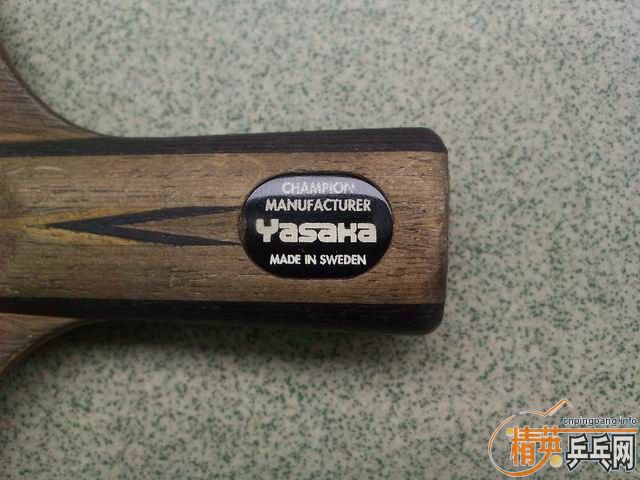 CHAMPION
MANUFACTURER
Yasaka
MADE IN SWEDEN
cnpingpang.info
精英乒乓网